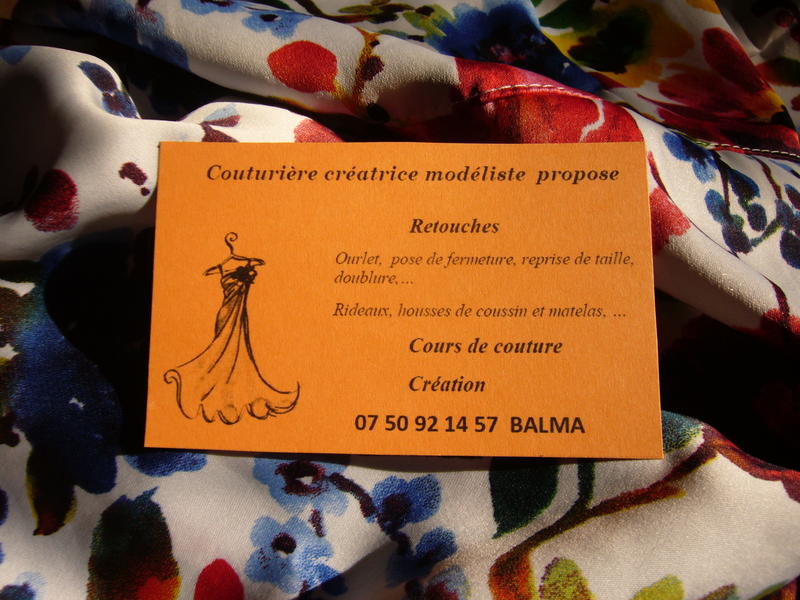 Couturière créatrice modéliste propose
Retouches
Ourlet, pose de fermeture, reprise de taille,
doublure,...
Rideaux, housses de coussin et matelas, ...
Cours de couture
Création
07 50 92 14 57 BALMA